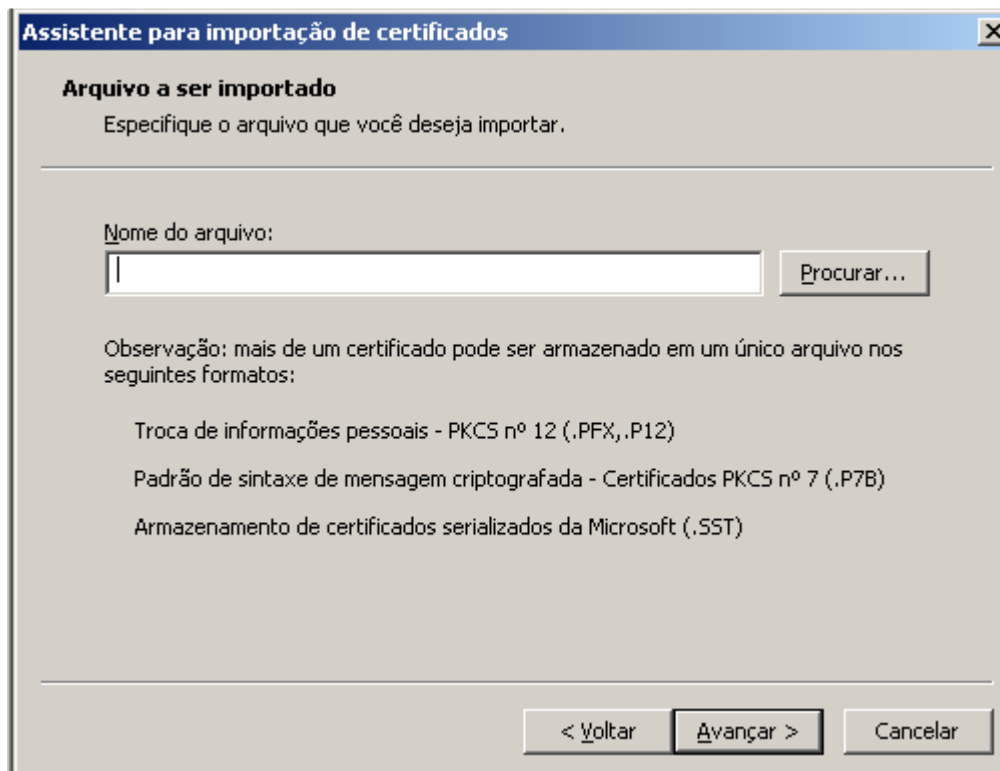 Assistente para importação de certificados
Arquivo a ser importado
Especifique o arquivo que você deseja importar.
Nome do arquivo:
Procurar...
Observação: mais de um certificado pode ser armazenado em um único arquivo nos
seguintes formatos:
Troca de informações pessoais - PKCS nº 12 (.PFX,.P12)
Padrão de sintaxe de mensagem criptografada - Certificados PKCS nº 7 (.P7B)
Armazenamento de certificados serializados da Microsoft (.SST)
< Voltar Avançar > Cancelar